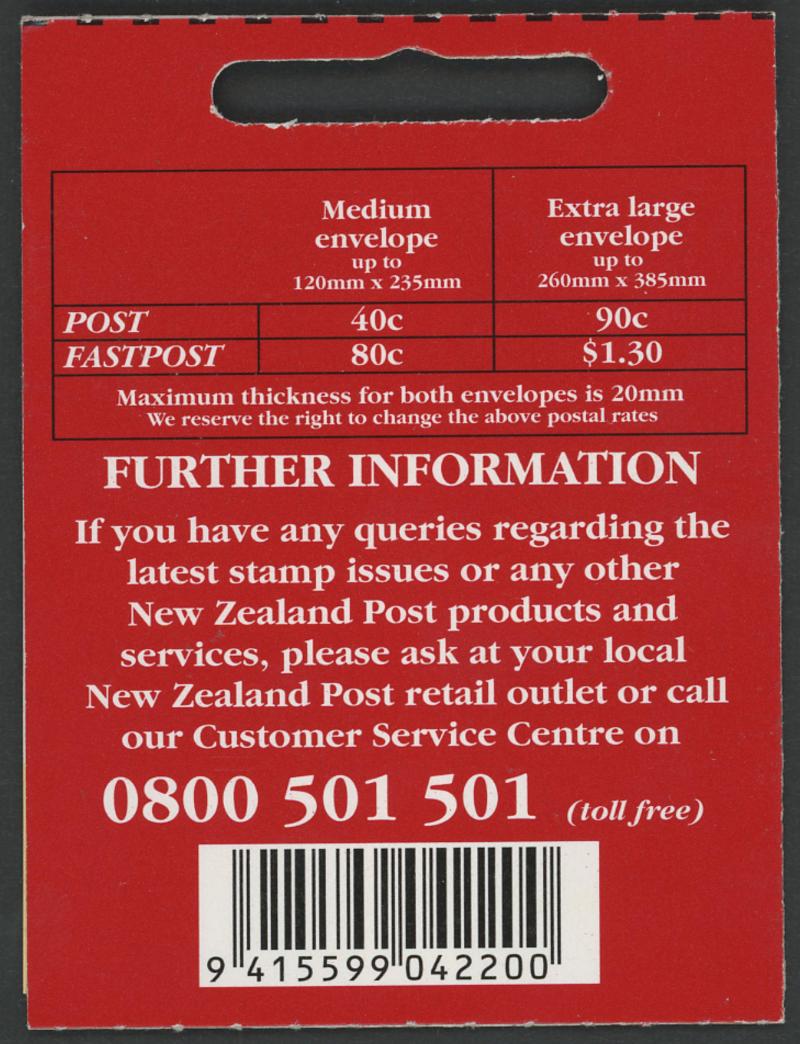 Medium envelope up to 120mm x 235mm
Extra large envelope up to 260mm x 385mm
POST 40c 90c
FASTPOST 80c $1.30
Maximum thickness for both envelopes is 20mm
We reserve the right to change the above postal rates
FURTHER INFORMATION
If you have any queries regarding the
latest stamp issues or any other
New Zealand Post products and
services, please ask at your local
New Zealand Post retail outlet or call
our Customer Service Centre on
0800 501 501 (toll free)
9 415599 042200